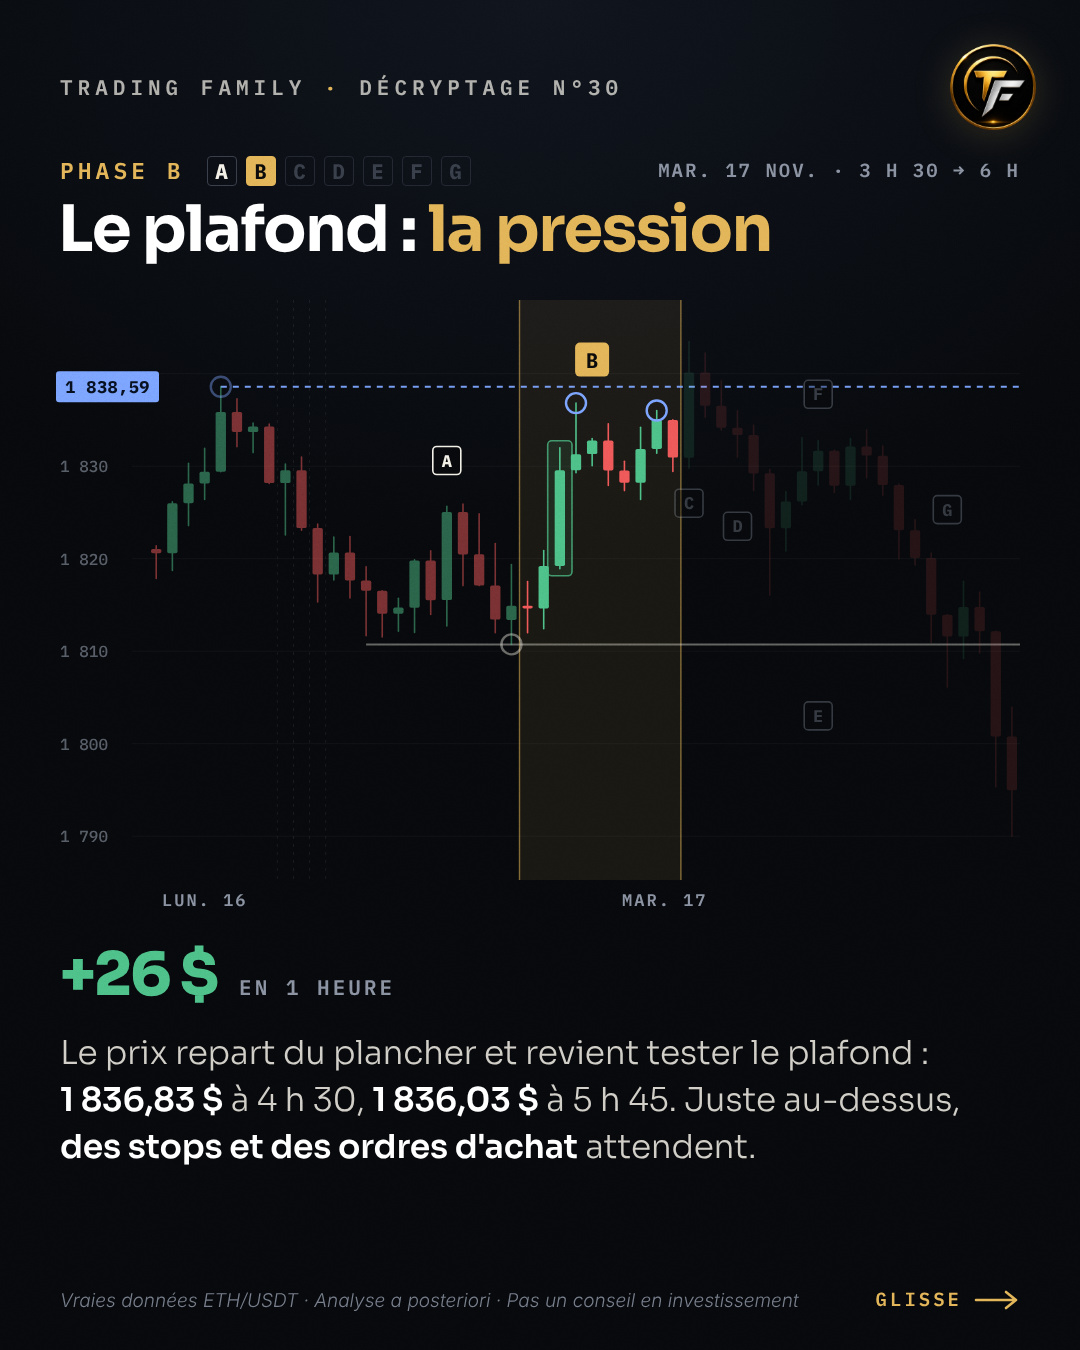 TRADING FAMILY · DÉCRYPTAGE N°30
TF
PHASE B A B C D E F G
MAR. 17 NOV. · 3 H 30 → 6 H
Le plafond : la pression
B
1 838,59
F
A
1 830
C
G
D
1 820
1 810
E
1 800
1 790
LUN. 16
MAR. 17
+26 $ EN 1 HEURE
Le prix repart du plancher et revient tester le plafond :
1 836,83 $ à 4 h 30, 1 836,03 $ à 5 h 45. Juste au-dessus,
des stops et des ordres d'achat attendent.
Vraies données ETH/USDT · Analyse a posteriori · Pas un conseil en investissement
GLISSE →